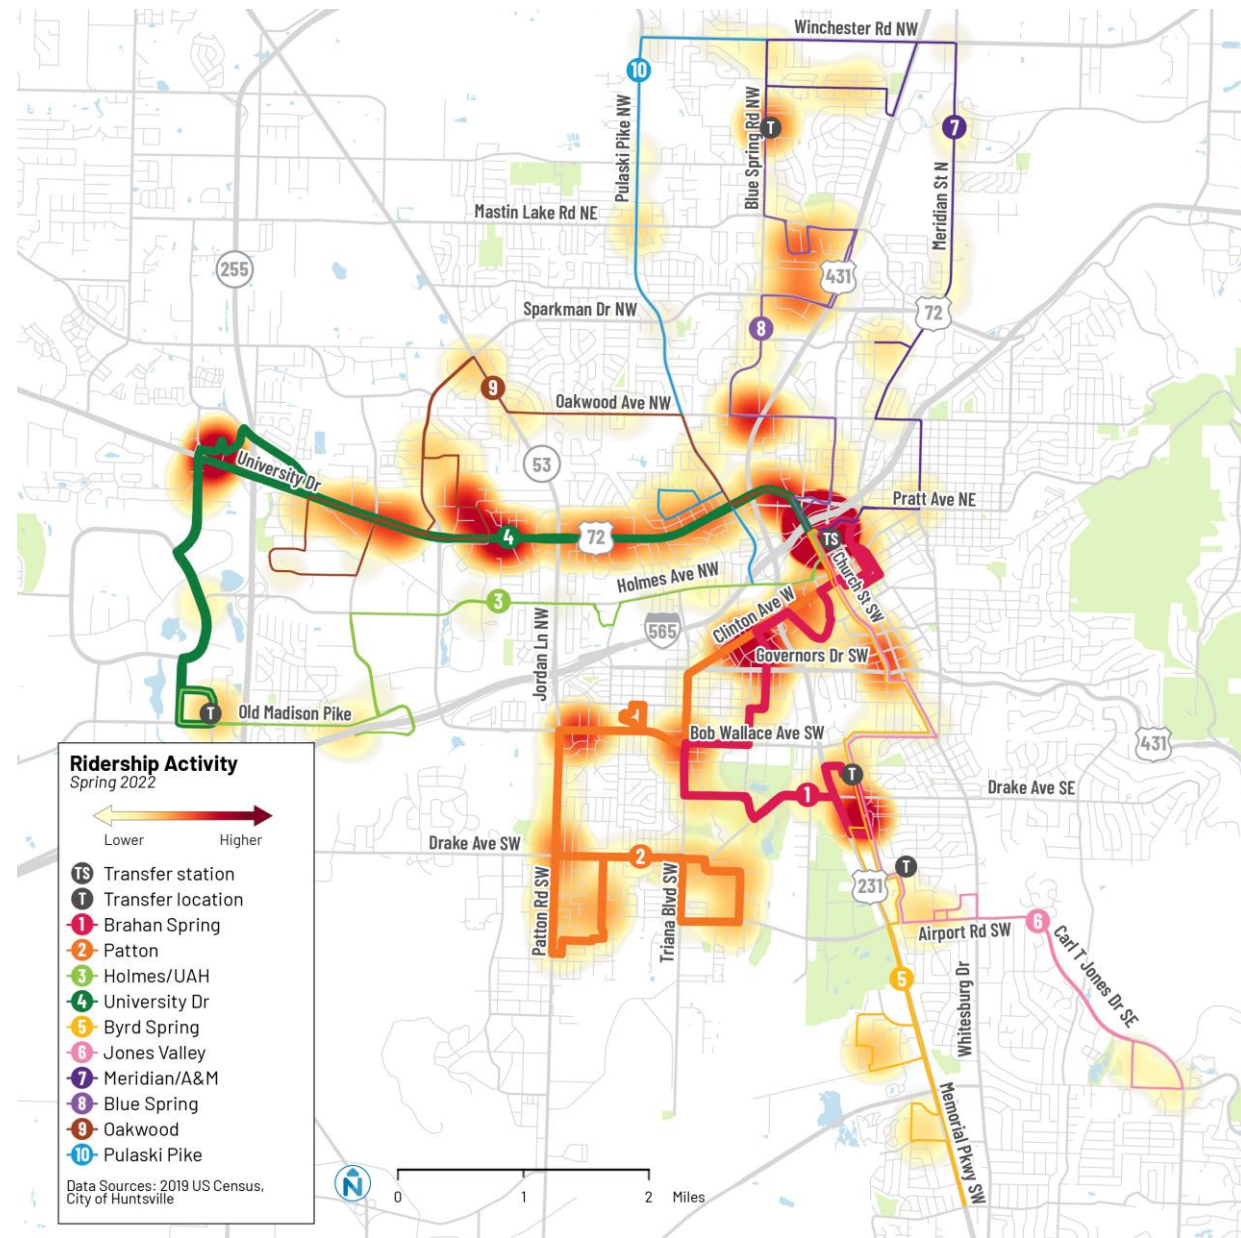 Winchester Rd NW
10
Pulaski Pike NW
Blue Spring Rd NW
T
7
Meridian St N
Mastin Lake Rd NE
255
431
Sparkman Dr NW
72
8
9
Oakwood Ave NW
53
University Dr
Pratt Ave NE
4
72
TS
Church St SW
Holmes Ave NW
3
Clinton Ave W
565
Jordan Ln NW
Governors Dr SW
T
Old Madison Pike
Bob Wallace Ave SW
431
T
Drake Ave SE
1
Drake Ave SW
2
T
231
Patton Rd SW
Triana Blvd SW
Airport Rd SW
6
Carl T Jones Dr SE
5
Whitesburg Dr
Memorial Pkwy SW
Ridership Activity
Spring 2022
Lower Higher
TS Transfer station
T Transfer location
1 Brahan Spring
2 Patton
3 Holmes/UAH
4 University Dr
5 Byrd Spring
6 Jones Valley
7 Meridian/A&M
8 Blue Spring
9 Oakwood
10 Pulaski Pike
Data Sources: 2019 US Census,
City of Huntsville
N
0 1 2 Miles